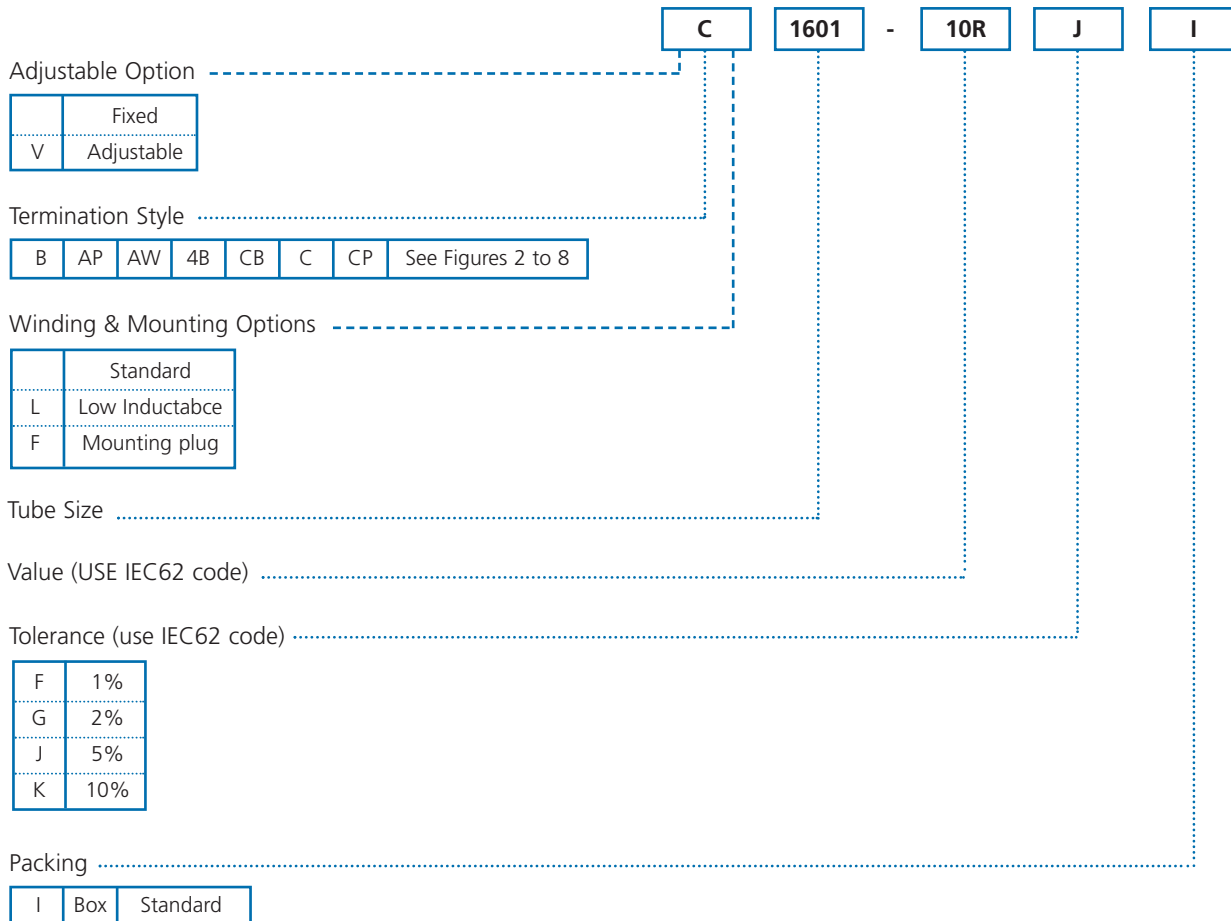 C 1601 - 10R J I
Adjustable Option
Fixed
V Adjustable
Termination Style
B AP AW 4B CB C CP See Figures 2 to 8
Winding & Mounting Options
Standard
L Low Inductabce
F Mounting plug
Tube Size
Value (USE IEC62 code)
Tolerance (use IEC62 code)
F 1%
G 2%
J 5%
K 10%
Packing
I Box Standard